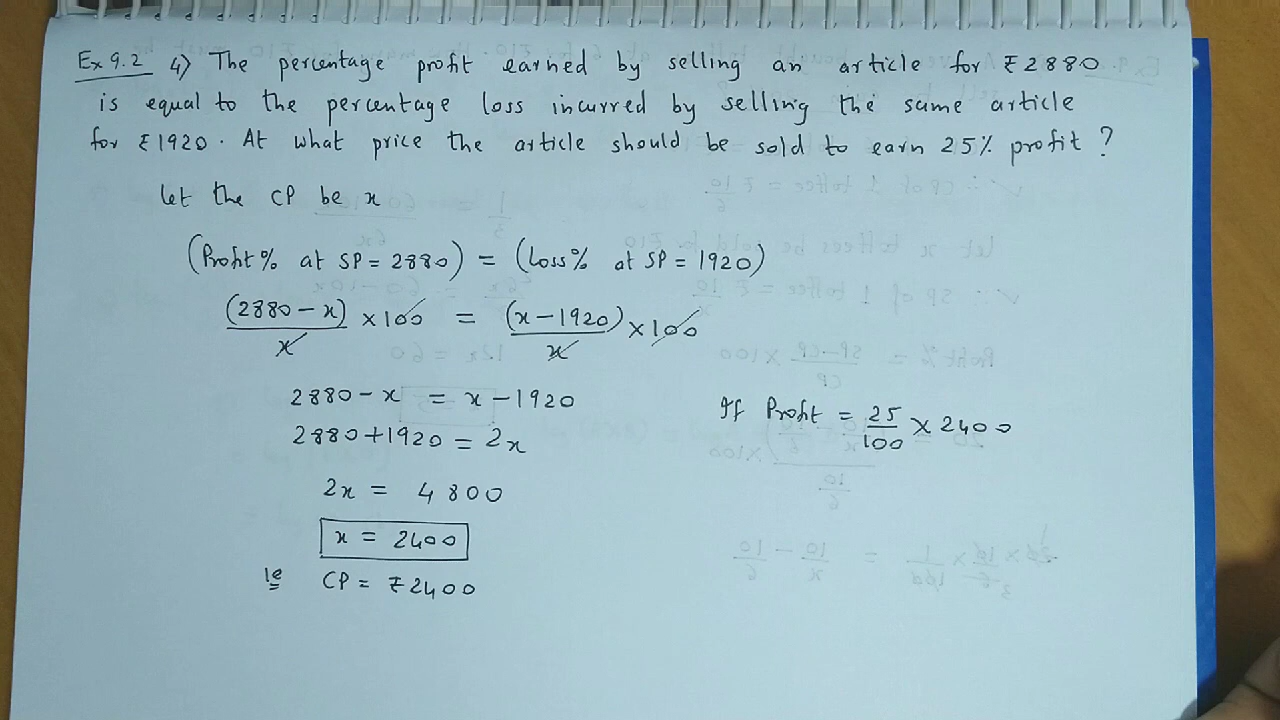 Ex 9.2 4) The percentage profit earned by selling an article for ₹2880
is equal to the percentage loss incurred by selling the same article
for ₹1920. At what price the article should be sold to earn 25% profit?
let the CP be x
(Profit% at SP = 2880) = (Loss% at SP = 1920)
(2880 - x)/x × 100 = (x - 1920)/x × 100
2880 - x = x - 1920
2880 + 1920 = 2x
2x = 4800
x = 2400
ie CP = ₹2400
If Profit = 25/100 × 2400